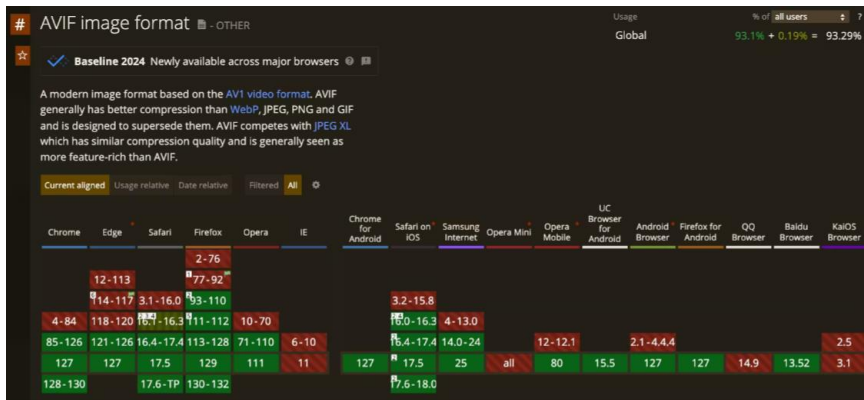 # AVIF image format - OTHER
Usage % of all users ?
Global 93.1% + 0.19% = 93.29%
Baseline 2024 Newly available across major browsers
A modern image format based on the AV1 video format. AVIF
generally has better compression than WebP, JPEG, PNG and GIF
and is designed to supersede them. AVIF competes with JPEG XL
which has similar compression quality and is generally seen as
more feature-rich than AVIF.
Current aligned Usage relative Date relative Filtered All
Chrome Edge Safari Firefox Opera IE Chrome for Android Safari on iOS Samsung Internet Opera Mini Opera Mobile UC Browser for Android Android Browser Firefox for Android QQ Browser Baidu Browser KaiOS Browser
2-76
12-113 77-92
114-117 3.1-16.0 93-110 3.2-15.8
4-84 118-120 16.1-16.3 111-112 10-70 16.0-16.3 4-13.0
85-126 121-126 16.4-17.4 113-128 71-110 6-10 16.4-17.4 14.0-24 12-12.1 2.1-4.4.4 2.5
127 127 17.5 129 111 11 127 17.5 25 all 80 15.5 127 127 14.9 13.52 3.1
128-130 17.6-TP 130-132 17.6-18.0